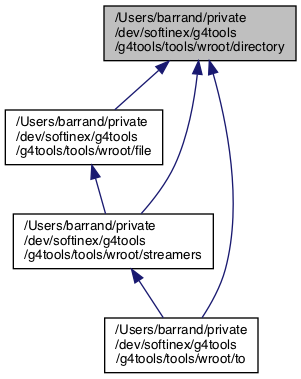 /Users/barrand/private
/dev/softinex/g4tools
/g4tools/tools/wroot/directory
/Users/barrand/private
/dev/softinex/g4tools
/g4tools/tools/wroot/file
/Users/barrand/private
/dev/softinex/g4tools
/g4tools/tools/wroot/streamers
/Users/barrand/private
/dev/softinex/g4tools
/g4tools/tools/wroot/to